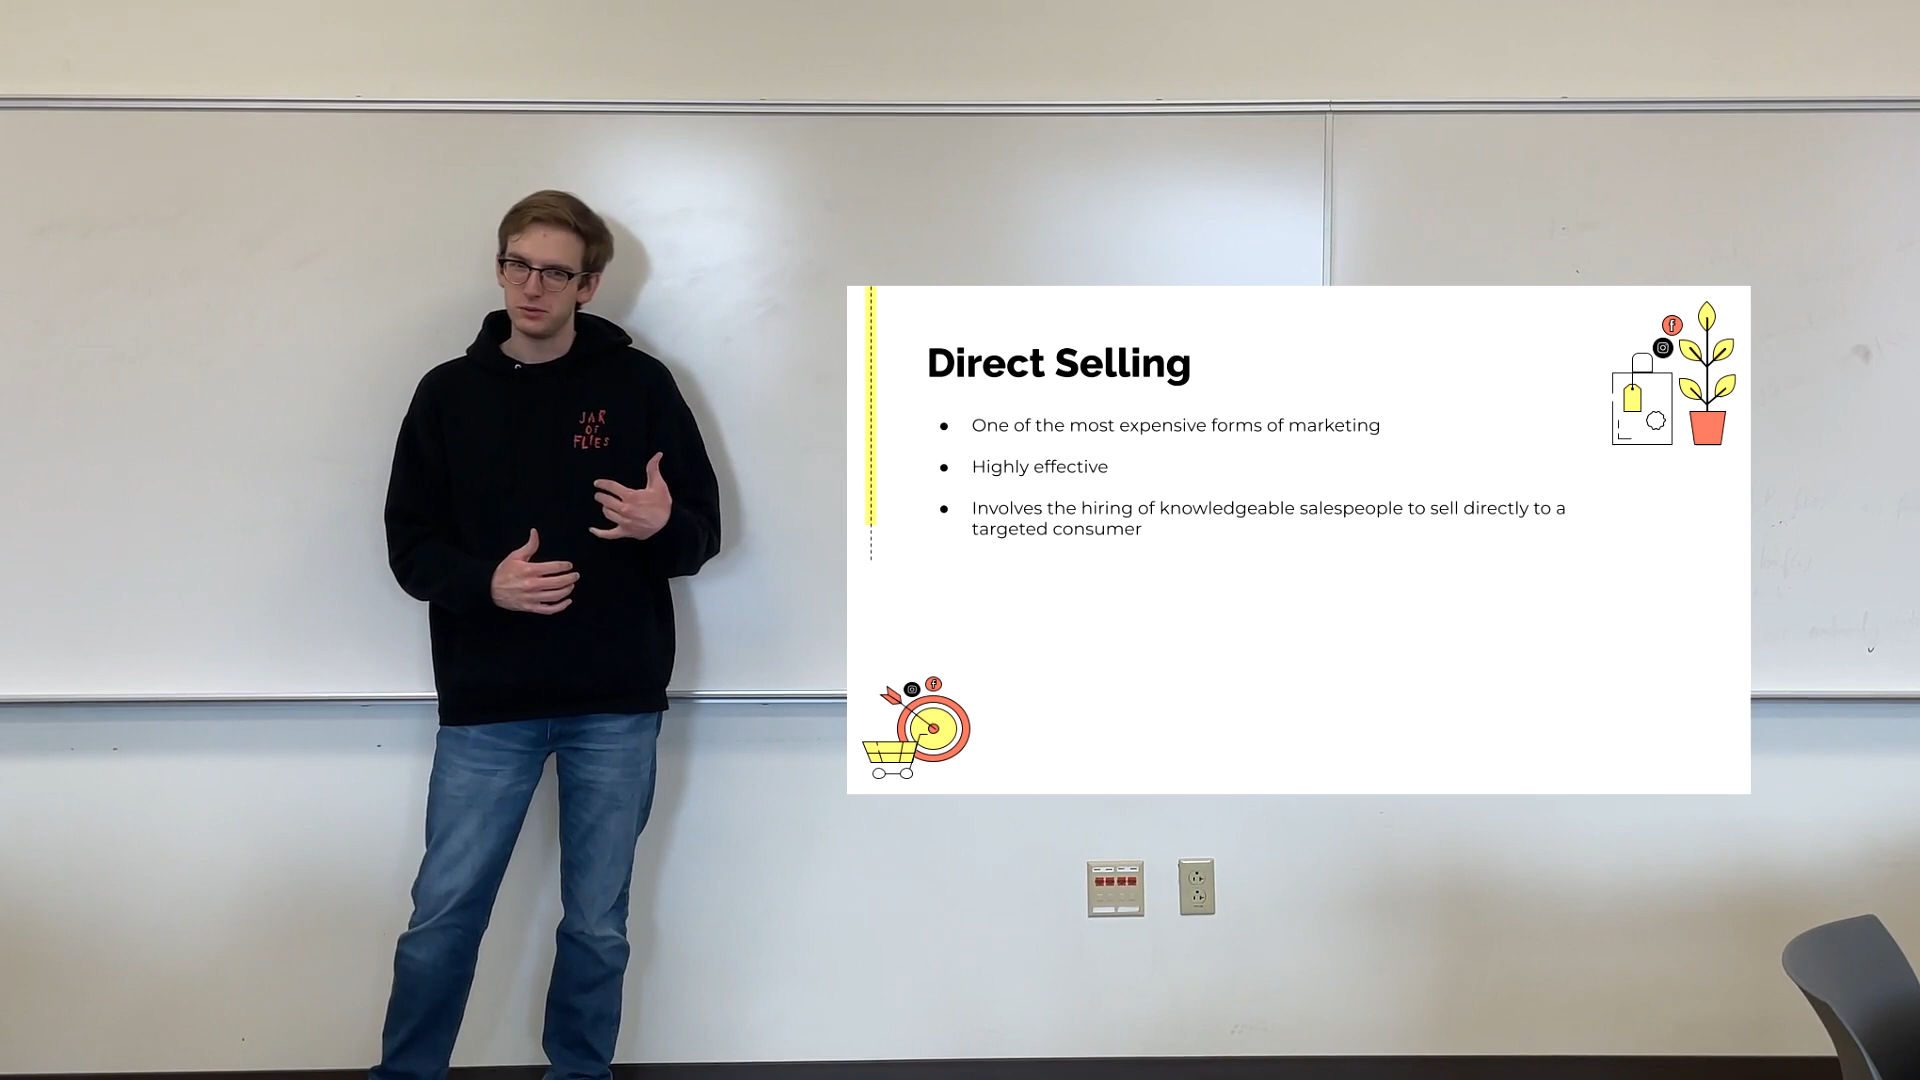 JAR
OF
FLIES
Direct Selling
● One of the most expensive forms of marketing
● Highly effective
● Involves the hiring of knowledgeable salespeople to sell directly to a
targeted consumer